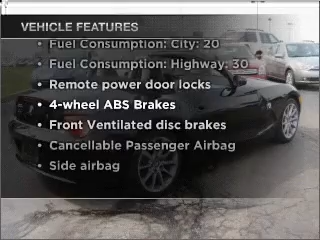 VEHICLE FEATURES
• Fuel Consumption: City: 20
• Fuel Consumption: Highway: 30
• Remote power door locks
• 4-wheel ABS Brakes
• Front Ventilated disc brakes
• Cancellable Passenger Airbag
• Side airbag